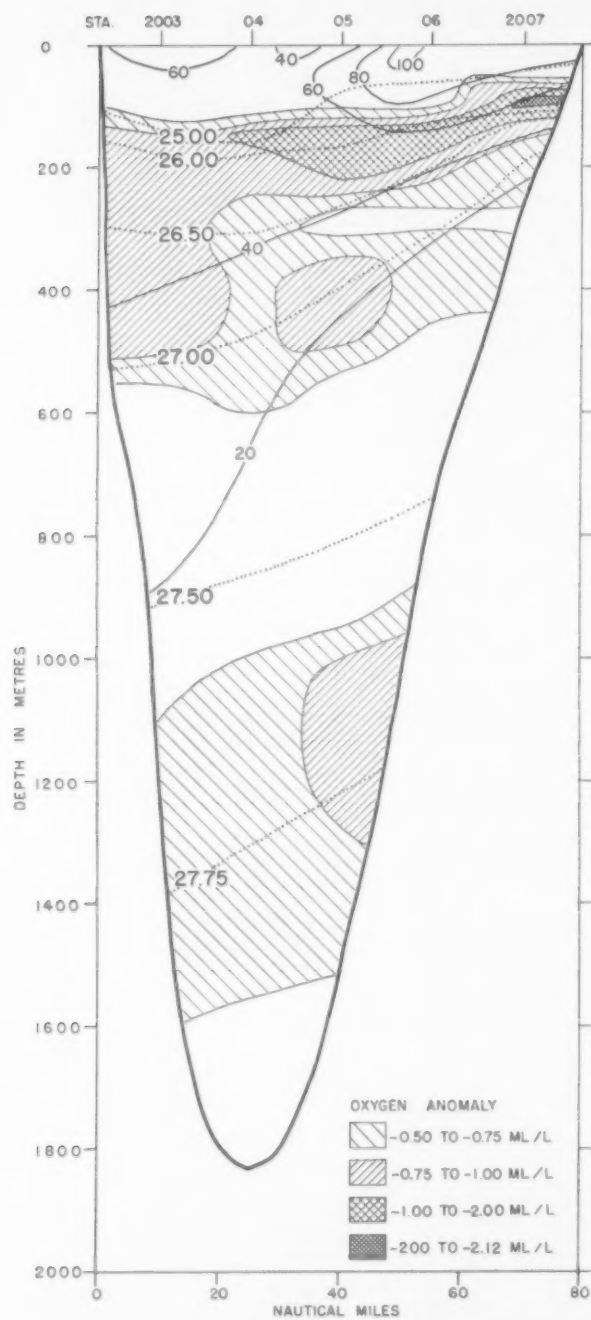 STA. 2003 04 05 06 2007
0
60 40 60 80 100
25.00
26.00
200
26.50
40
400
27.00
600
20
800
27.50
1000
1200
27.75
1400
1600
1800
2000
DEPTH IN METRES
OXYGEN ANOMALY
-0.50 TO -0.75 ML/L
-0.75 TO -1.00 ML/L
-1.00 TO -2.00 ML/L
-200 TO -2.12 ML/L
0 20 40 60 80
NAUTICAL MILES